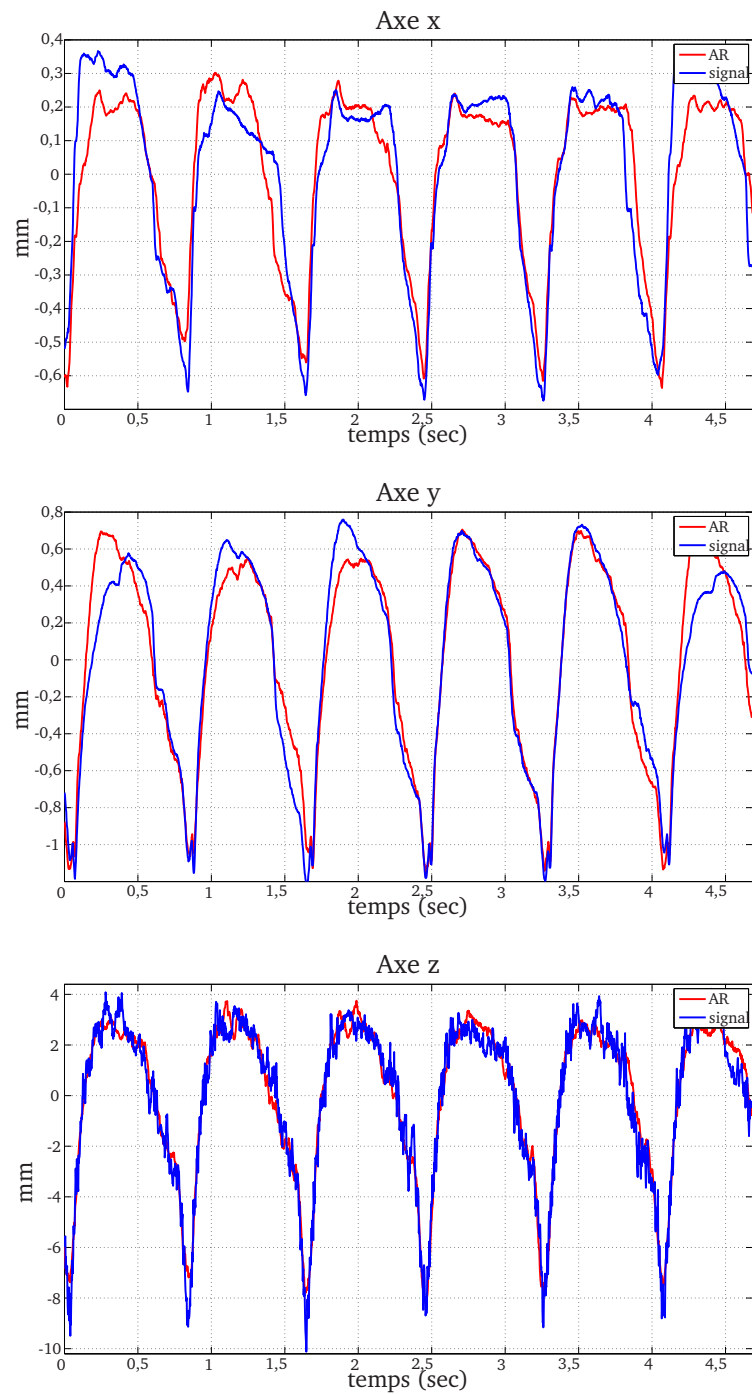 Axe x
0,4
0,3
0,2
0,1
0
-0,1
-0,2
-0,3
-0,4
-0,5
-0,6
mm
AR
signal
0 0,5 1 1,5 2 2,5 3 3,5 4 4,5
temps (sec)
Axe y
0,8
0,6
0,4
0,2
0
-0,2
-0,4
-0,6
-0,8
-1
mm
AR
signal
0 0,5 1 1,5 2 2,5 3 3,5 4 4,5
temps (sec)
Axe z
4
2
0
-2
-4
-6
-8
-10
mm
AR
signal
0 0,5 1 1,5 2 2,5 3 3,5 4 4,5
temps (sec)